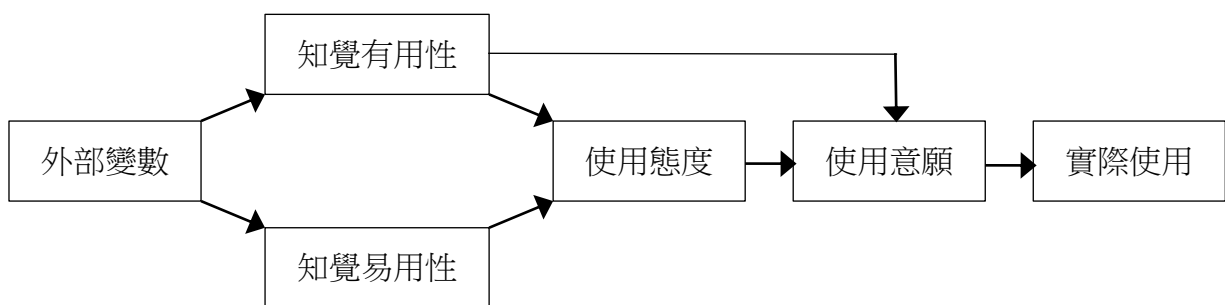 知覺有用性
外部變數
使用態度
使用意願
實際使用
知覺易用性